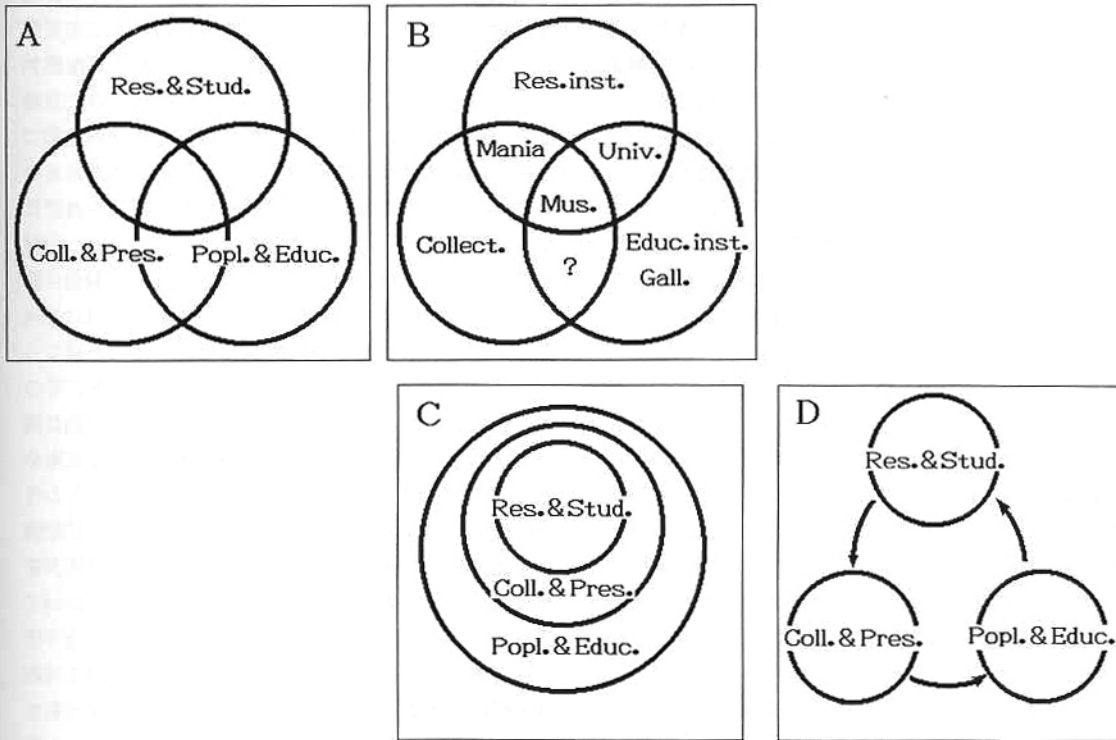 A
Res.&Stud.
Coll.&Pres.
Popl.&Educ.
B
Res.inst.
Mania
Univ.
Mus.
Collect.
Educ.inst.
Gall.
?
C
Res.&Stud.
Coll.&Pres.
Popl.&Educ.
D
Res.&Stud.
Coll.&Pres.
Popl.&Educ.